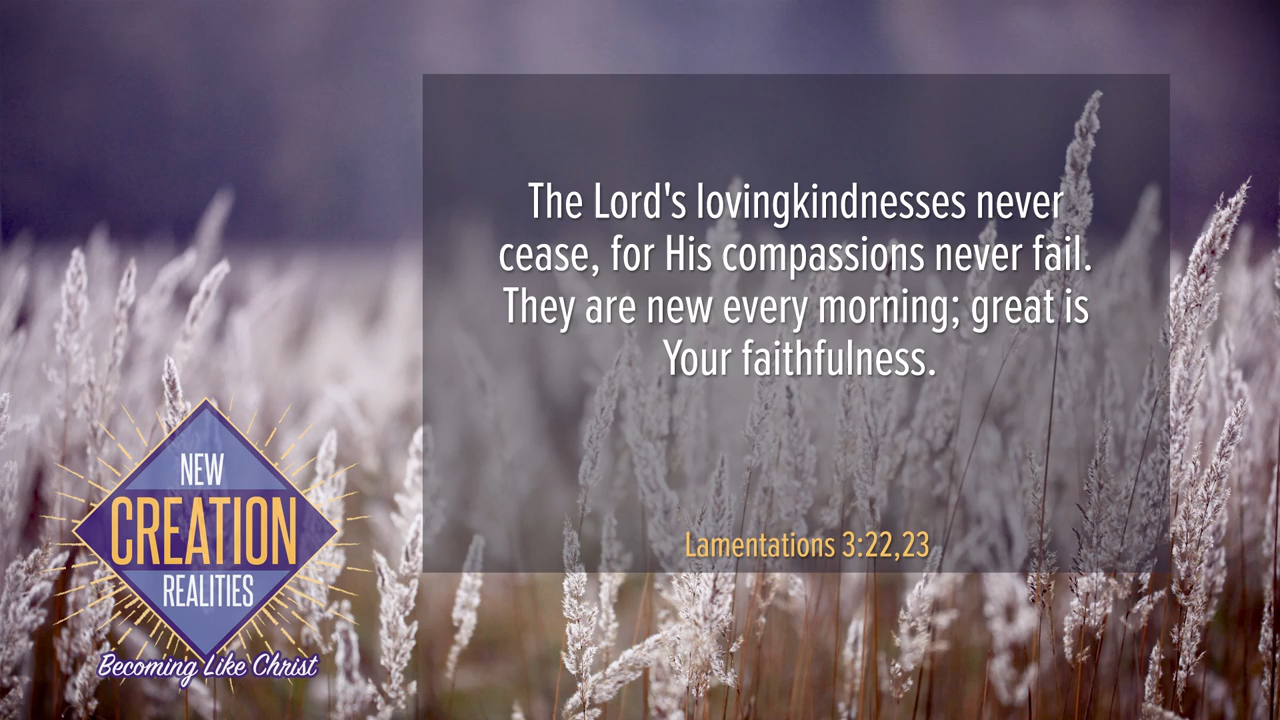 The Lord's lovingkindnesses never
cease, for His compassions never fail.
They are new every morning; great is
Your faithfulness.
Lamentations 3:22,23
NEW
CREATION
REALITIES
Becoming Like Christ